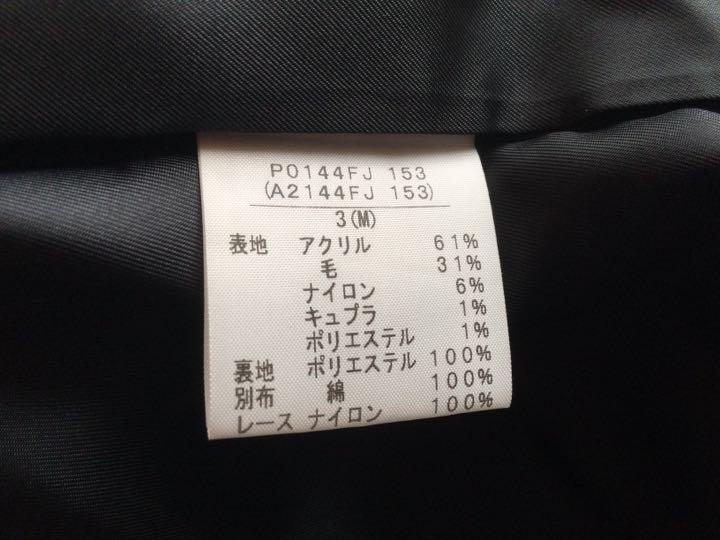 P0144FJ 153
(A2144FJ 153)
3(M)
表地 アクリル 61%
毛 31%
ナイロン 6%
キュプラ 1%
ポリエステル 1%
裏地 ポリエステル 100%
別布 綿 100%
レース ナイロン 100%